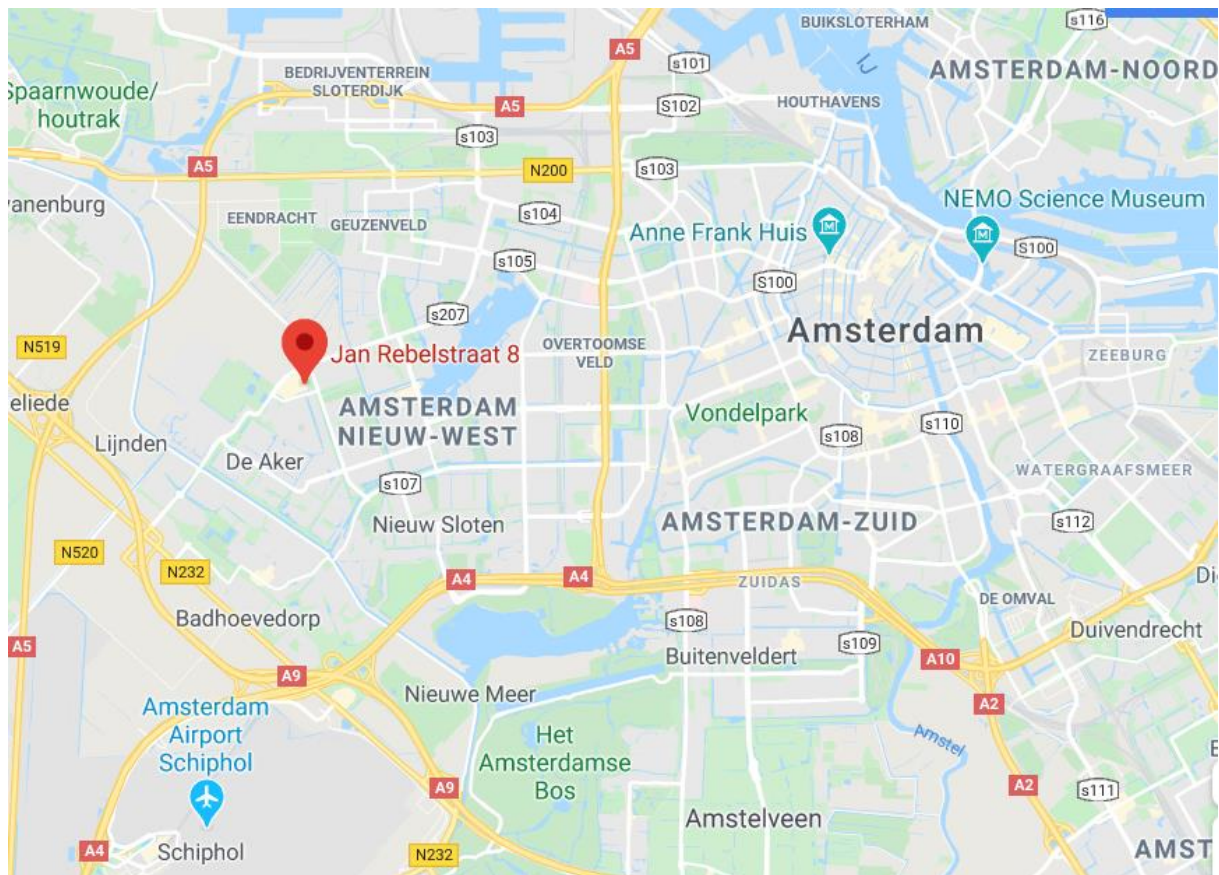 BUIKSLOTERHAM
s116
A5
s101
IJ
AMSTERDAM-NOORD
BEDRIJVENTERREIN
SLOTERDIJK
Spaarnwoude/
houtrak
A5
S102
HOUTHAVENS
s103
A5
N200
s103
NEMO Science Museum
anenburg
EENDRACHT
GEUZENVELD
s104
Anne Frank Huis
S100
s105
S100
s207
Amsterdam
N519
Jan Rebelstraat 8
OVERTOOMSE
VELD
ZEEBURG
eliede
AMSTERDAM
NIEUW-WEST
Vondelpark
s110
Lijnden
s108
De Aker
WATERGRAAFSMEER
s107
Nieuw Sloten
AMSTERDAM-ZUID
s112
N520
N232
A4
A4
ZUIDAS
Di
DE OMVAL
Badhoevedorp
s108
Duivendrecht
A5
s109
Buitenveldert
A10
A9
Nieuwe Meer
A2
Amsterdam
Airport
Schiphol
Het
Amsterdamse
Bos
Amstel
A9
A2
s111
Amstelveen
A4
Schiphol
N232
AMST